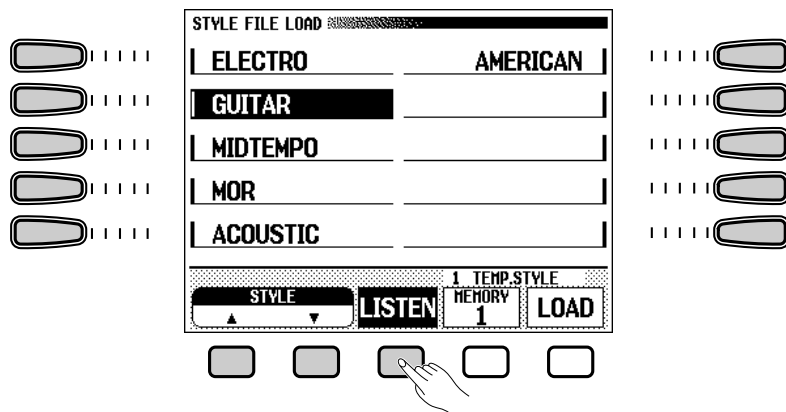 STYLE FILE LOAD
ELECTRO AMERICAN
GUITAR
MIDTEMPO
MOR
ACOUSTIC
1 TEMP.STYLE
STYLE
▲ ▼
LISTEN
MEMORY
1
LOAD